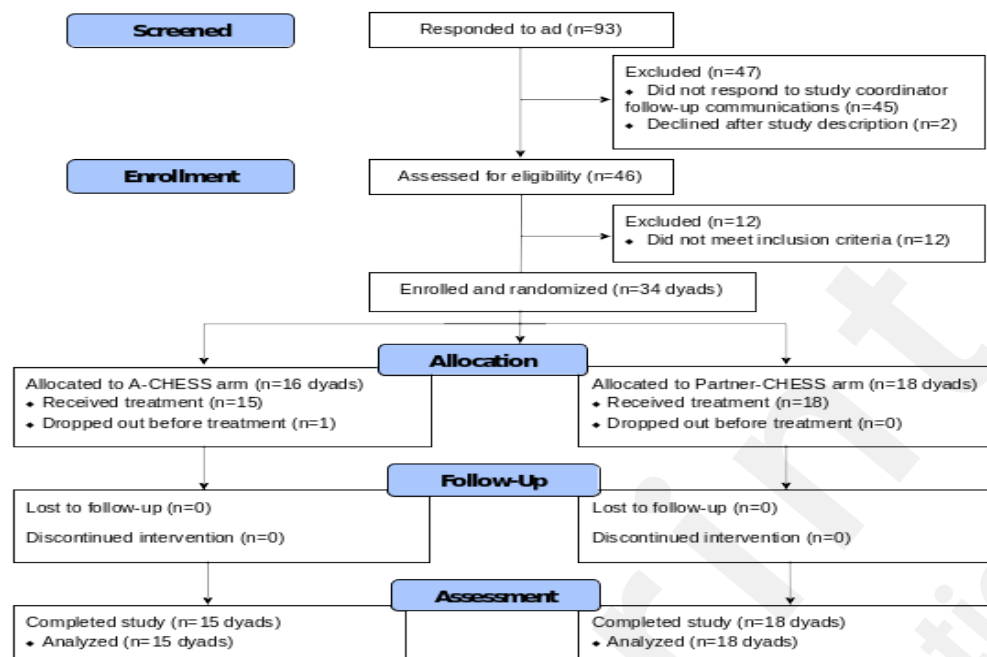 Screened
Responded to ad (n=93)
Excluded (n=47)
⬥ Did not respond to study coordinator
follow-up communications (n=45)
⬥ Declined after study description (n=2)
Enrollment
Assessed for eligibility (n=46)
Excluded (n=12)
⬥ Did not meet inclusion criteria (n=12)
Enrolled and randomized (n=34 dyads)
Allocation
Allocated to A-CHESS arm (n=16 dyads)
⬥ Received treatment (n=15)
⬥ Dropped out before treatment (n=1)
Allocated to Partner-CHESS arm (n=18 dyads)
⬥ Received treatment (n=18)
⬥ Dropped out before treatment (n=0)
Follow-Up
Lost to follow-up (n=0)
Discontinued intervention (n=0)
Lost to follow-up (n=0)
Discontinued intervention (n=0)
Assessment
Completed study (n=15 dyads)
⬥ Analyzed (n=15 dyads)
Completed study (n=18 dyads)
⬥ Analyzed (n=18 dyads)